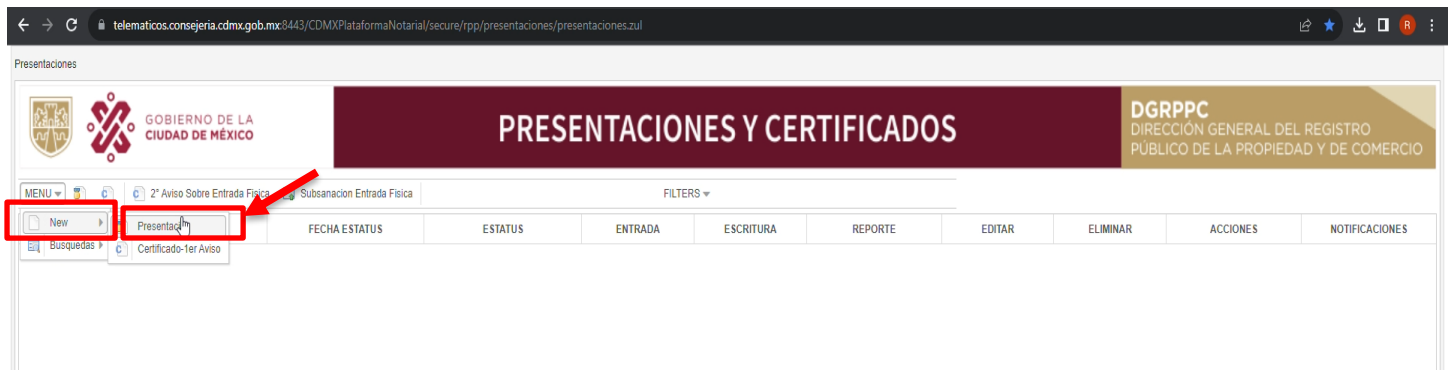 telematicos.consejeria.cdmx.gob.mx:8443/CDMXPlataformaNotarial/secure/rpp/presentaciones/presentaciones.zul
R
Presentaciones
GOBIERNO DE LA
CIUDAD DE MÉXICO
PRESENTACIONES Y CERTIFICADOS
DGRPPC
DIRECCIÓN GENERAL DEL REGISTRO
PÚBLICO DE LA PROPIEDAD Y DE COMERCIO
MENU 2° Aviso Sobre Entrada Fisica Subsanacion Entrada Fisica FILTERS
New
Busquedas
Certificado-1er Aviso
FECHA ESTATUS ESTATUS ENTRADA ESCRITURA REPORTE EDITAR ELIMINAR ACCIONES NOTIFICACIONES